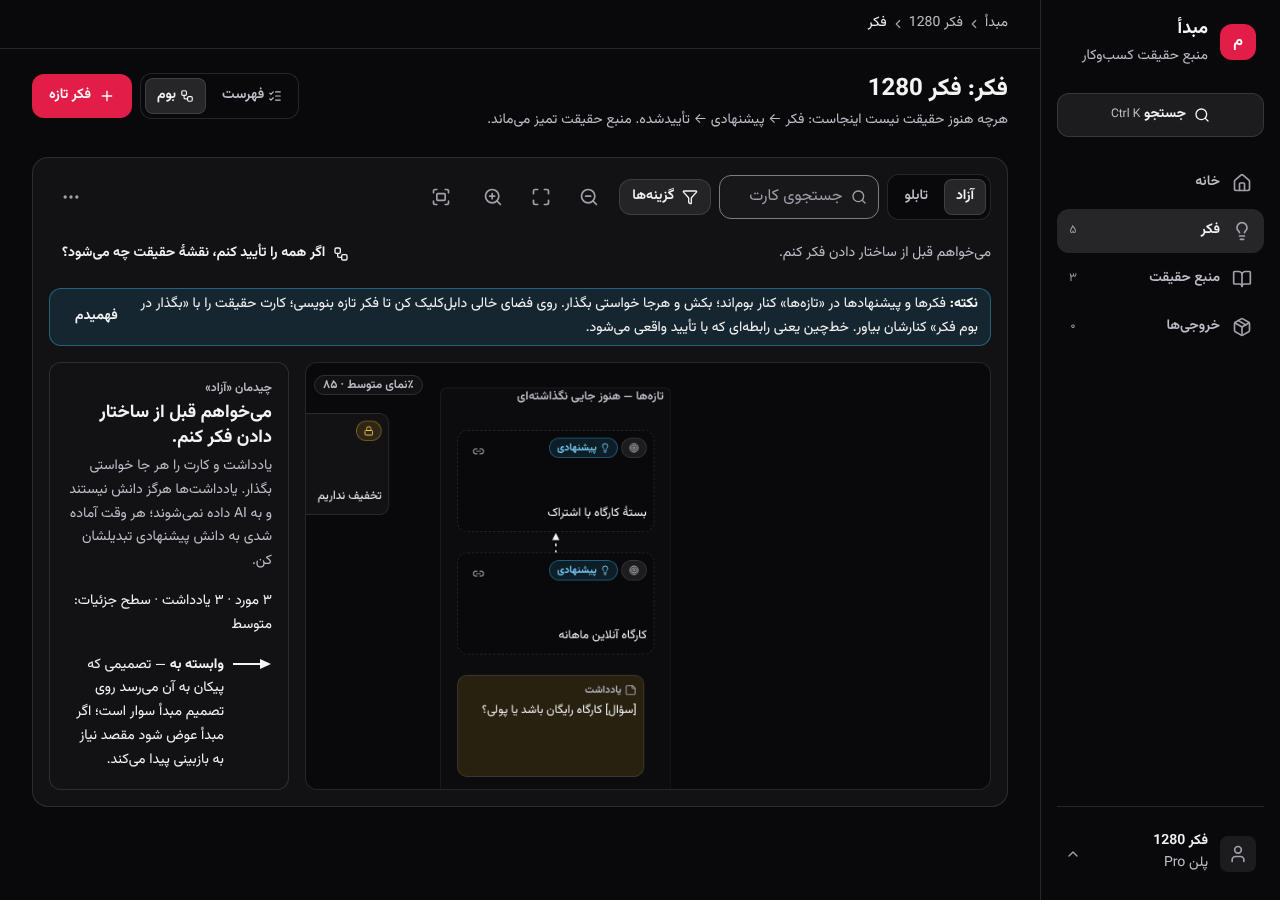 م
مبدأ
منبع حقیقت کسب‌وکار
جستجو Ctrl K
خانه
فکر ۵
منبع حقیقت ۳
خروجی‌ها ۰
فکر 1280
پلن Pro
مبدأ › فکر 1280 › فکر
فکر: فکر 1280
هرچه هنوز حقیقت نیست اینجاست: فکر ← پیشنهادی ← تأییدشده. منبع حقیقت تمیز می‌ماند.
فهرست
بوم
فکر تازه
آزاد
تابلو
جستجوی کارت
گزینه‌ها
می‌خواهم قبل از ساختار دادن فکر کنم.
اگر همه را تأیید کنم، نقشهٔ حقیقت چه می‌شود؟
نکته: فکرها و پیشنهادها در «تازه‌ها» کنار بوم‌اند؛ بکش و هرجا خواستی بگذار. روی فضای خالی دابل‌کلیک کن تا فکر تازه بنویسی؛ کارت حقیقت را با «بگذار در
بوم فکر» کنارشان بیاور. خط‌چین یعنی رابطه‌ای که با تأیید واقعی می‌شود.
فهمیدم
تازه‌ها — هنوز جایی نگذاشته‌ای
پیشنهادی
بستهٔ کارگاه با اشتراک
پیشنهادی
کارگاه آنلاین ماهانه
یادداشت
[سؤال] کارگاه رایگان باشد یا پولی؟
٪نمای متوسط · ۸۵
تخفیف نداریم
چیدمان «آزاد»
می‌خواهم قبل از ساختار
دادن فکر کنم.
یادداشت و کارت را هر جا خواستی
بگذار. یادداشت‌ها هرگز دانش نیستند
و به AI داده نمی‌شوند؛ هر وقت آماده
شدی به دانش پیشنهادی تبدیلشان
کن.
۳ مورد · ۳ یادداشت · سطح جزئیات:
متوسط
وابسته به — تصمیمی که
پیکان به آن می‌رسد روی
تصمیم مبدأ سوار است؛ اگر
مبدأ عوض شود مقصد نیاز
به بازبینی پیدا می‌کند.